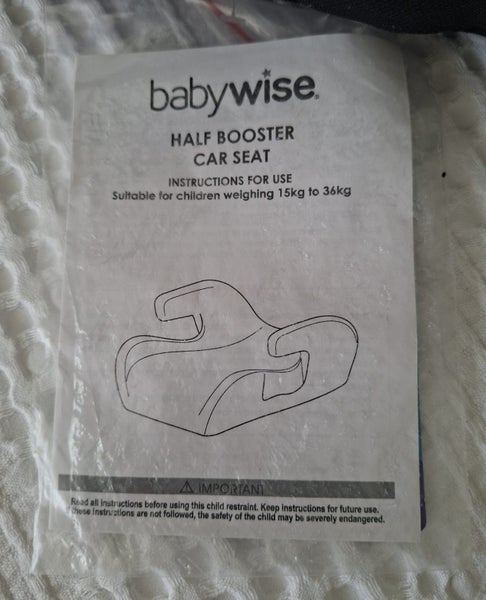 babywise®
HALF BOOSTER
CAR SEAT
INSTRUCTIONS FOR USE
Suitable for children weighing 15kg to 36kg
IMPORTANT
Read all instructions before using this child restraint. Keep instructions for future use.
If these instructions are not followed, the safety of the child may be severely endangered.